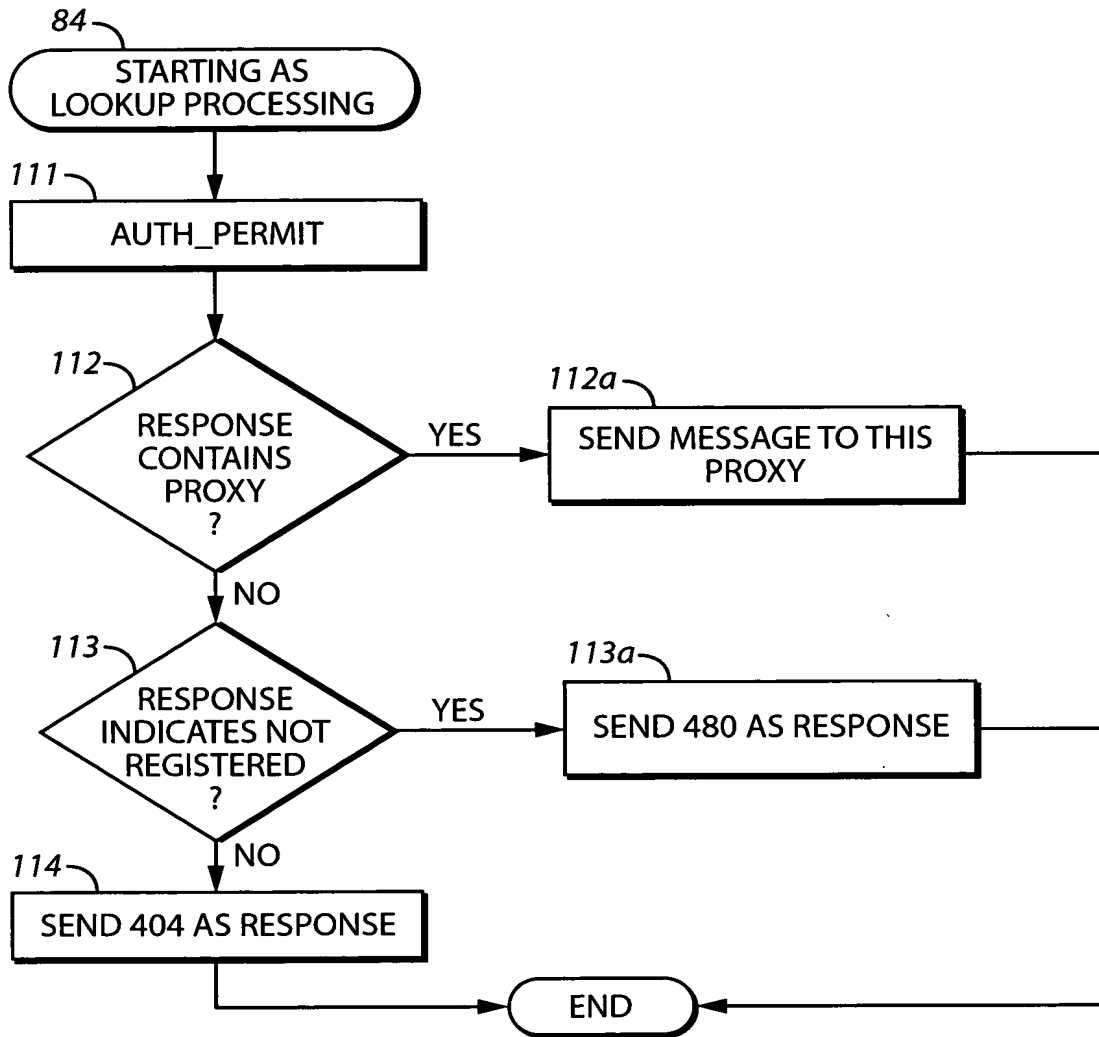 84
STARTING AS
LOOKUP PROCESSING
111
AUTH_PERMIT
112
RESPONSE
CONTAINS
PROXY
?
YES
112a
SEND MESSAGE TO THIS
PROXY
NO
113
RESPONSE
INDICATES NOT
REGISTERED
?
YES
113a
SEND 480 AS RESPONSE
NO
114
SEND 404 AS RESPONSE
END